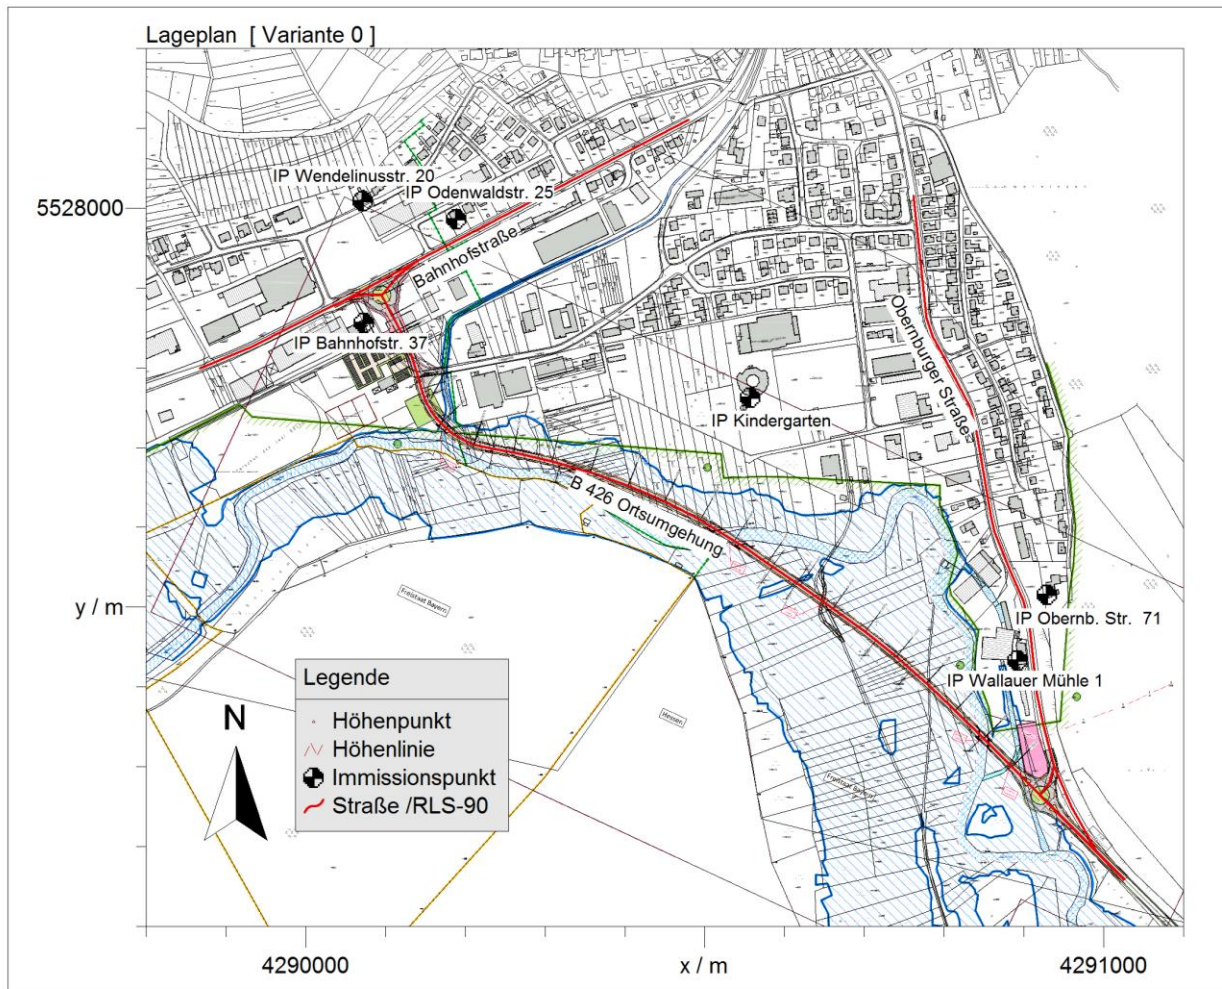 Lageplan [ Variante 0 ]
IP Wendelinusstr. 20
IP Odenwaldstr. 25
5528000
Bahnhofstraße
Obernburger Straße
IP Bahnhofstr. 37
IP Kindergarten
B 426 Ortsumgehung
Freistaat Bayern
y / m
IP Obernb. Str. 71
IP Wallauer Mühle 1
Legende
Hessen
N
Höhenpunkt
Höhenlinie
Immissionspunkt
Freistaat Bayern
Straße /RLS-90
4290000
x / m
4291000